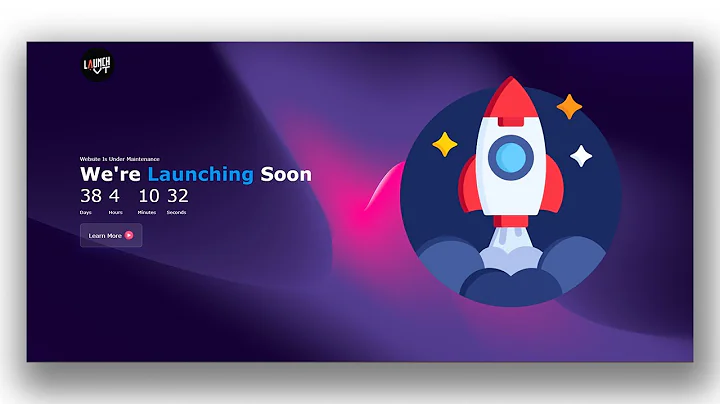 LAUNCH
VT
Website Is Under Maintenance
We're Launching Soon
38 4 10 32
Days Hours Minutes Seconds
Learn More